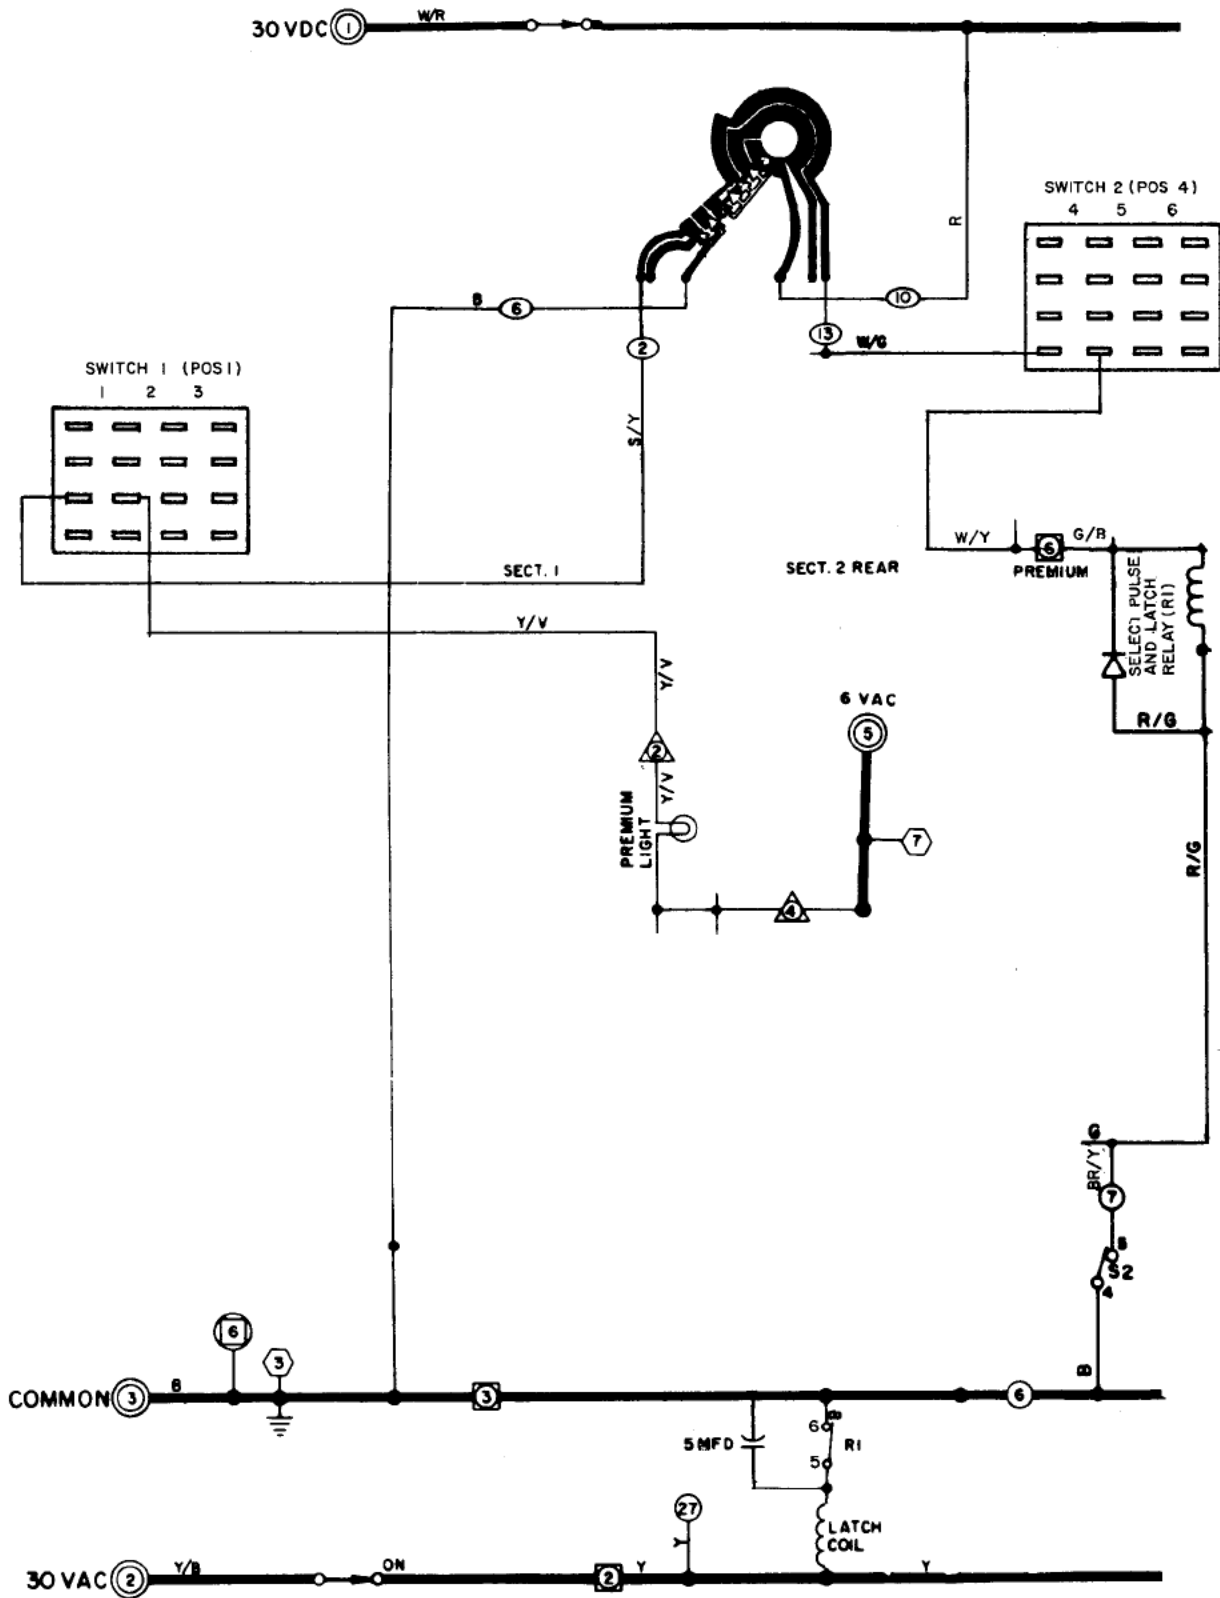 30 VDC 1
W/R
SWITCH 2 (POS 4)
4 5 6
R
B
6
10
2
13
W/G
SWITCH 1 (POS 1)
1 2 3
S/Y
W/Y
6
G/B
PREMIUM
SECT. 1
SECT. 2 REAR
SELECT PULSE
AND LATCH
RELAY (R1)
Y/V
Y/V
6 VAC
5
R/G
2
Y/V
PREMIUM
LIGHT
7
R/G
4
G
BR/Y
7
5
S2
4
6
3
B
COMMON 3
B
3
6
6
5 MFD
R1
5
27
Y
LATCH
COIL
30 VAC 2
Y/B
ON
2
Y
Y